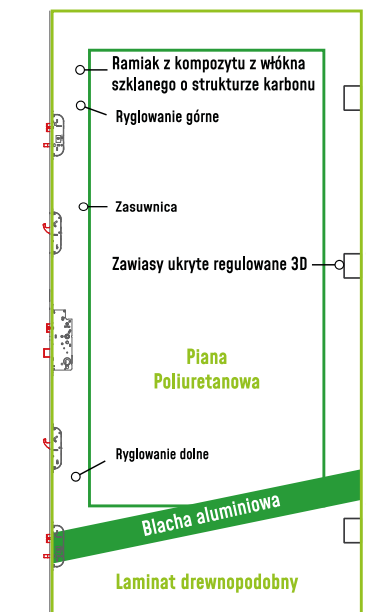 Ramiak z kompozytu z włókna
szklanego o strukturze karbonu
Ryglowanie górne
Zasuwnica
Zawiasy ukryte regulowane 3D
Piana
Poliuretanowa
Ryglowanie dolne
Blacha aluminiowa
Laminat drewnopodobny